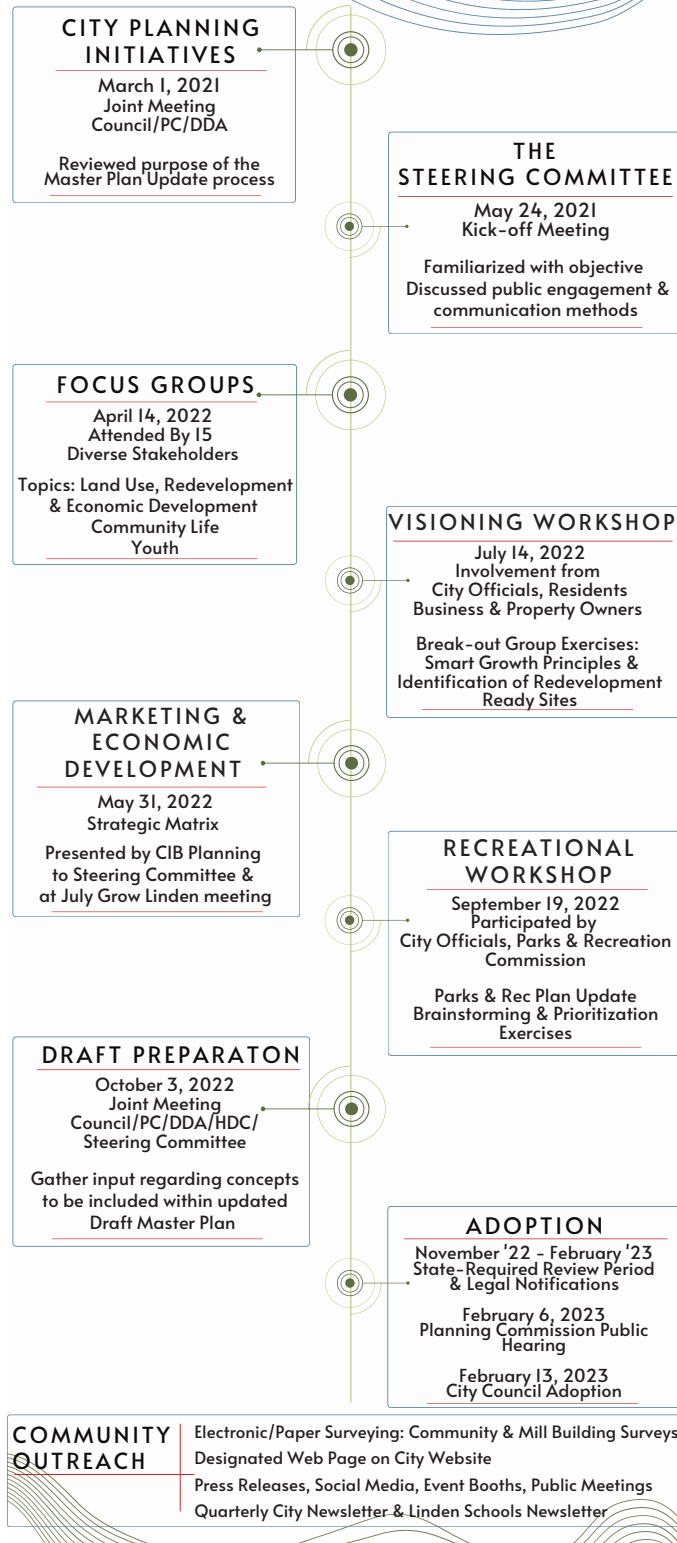 CITY PLANNING
INITIATIVES
March 1, 2021
Joint Meeting
Council/PC/DDA
Reviewed purpose of the
Master Plan Update process
THE
STEERING COMMITTEE
May 24, 2021
Kick-off Meeting
Familiarized with objective
Discussed public engagement &
communication methods
FOCUS GROUPS
April 14, 2022
Attended By 15
Diverse Stakeholders
Topics: Land Use, Redevelopment
& Economic Development
Community Life
Youth
VISIONING WORKSHOP
July 14, 2022
Involvement from
City Officials, Residents
Business & Property Owners
Break-out Group Exercises:
Smart Growth Principles &
Identification of Redevelopment
Ready Sites
MARKETING &
ECONOMIC
DEVELOPMENT
May 31, 2022
Strategic Matrix
Presented by CIB Planning
to Steering Committee &
at July Grow Linden meeting
RECREATIONAL
WORKSHOP
September 19, 2022
Participated by
City Officials, Parks & Recreation
Commission
Parks & Rec Plan Update
Brainstorming & Prioritization
Exercises
DRAFT PREPARATON
October 3, 2022
Joint Meeting
Council/PC/DDA/HDC/
Steering Committee
Gather input regarding concepts
to be included within updated
Draft Master Plan
ADOPTION
November '22 - February '23
State-Required Review Period
& Legal Notifications
February 6, 2023
Planning Commission Public
Hearing
February 13, 2023
City Council Adoption
COMMUNITY
OUTREACH
Electronic/Paper Surveying: Community & Mill Building Surveys
Designated Web Page on City Website
Press Releases, Social Media, Event Booths, Public Meetings
Quarterly City Newsletter & Linden Schools Newsletter